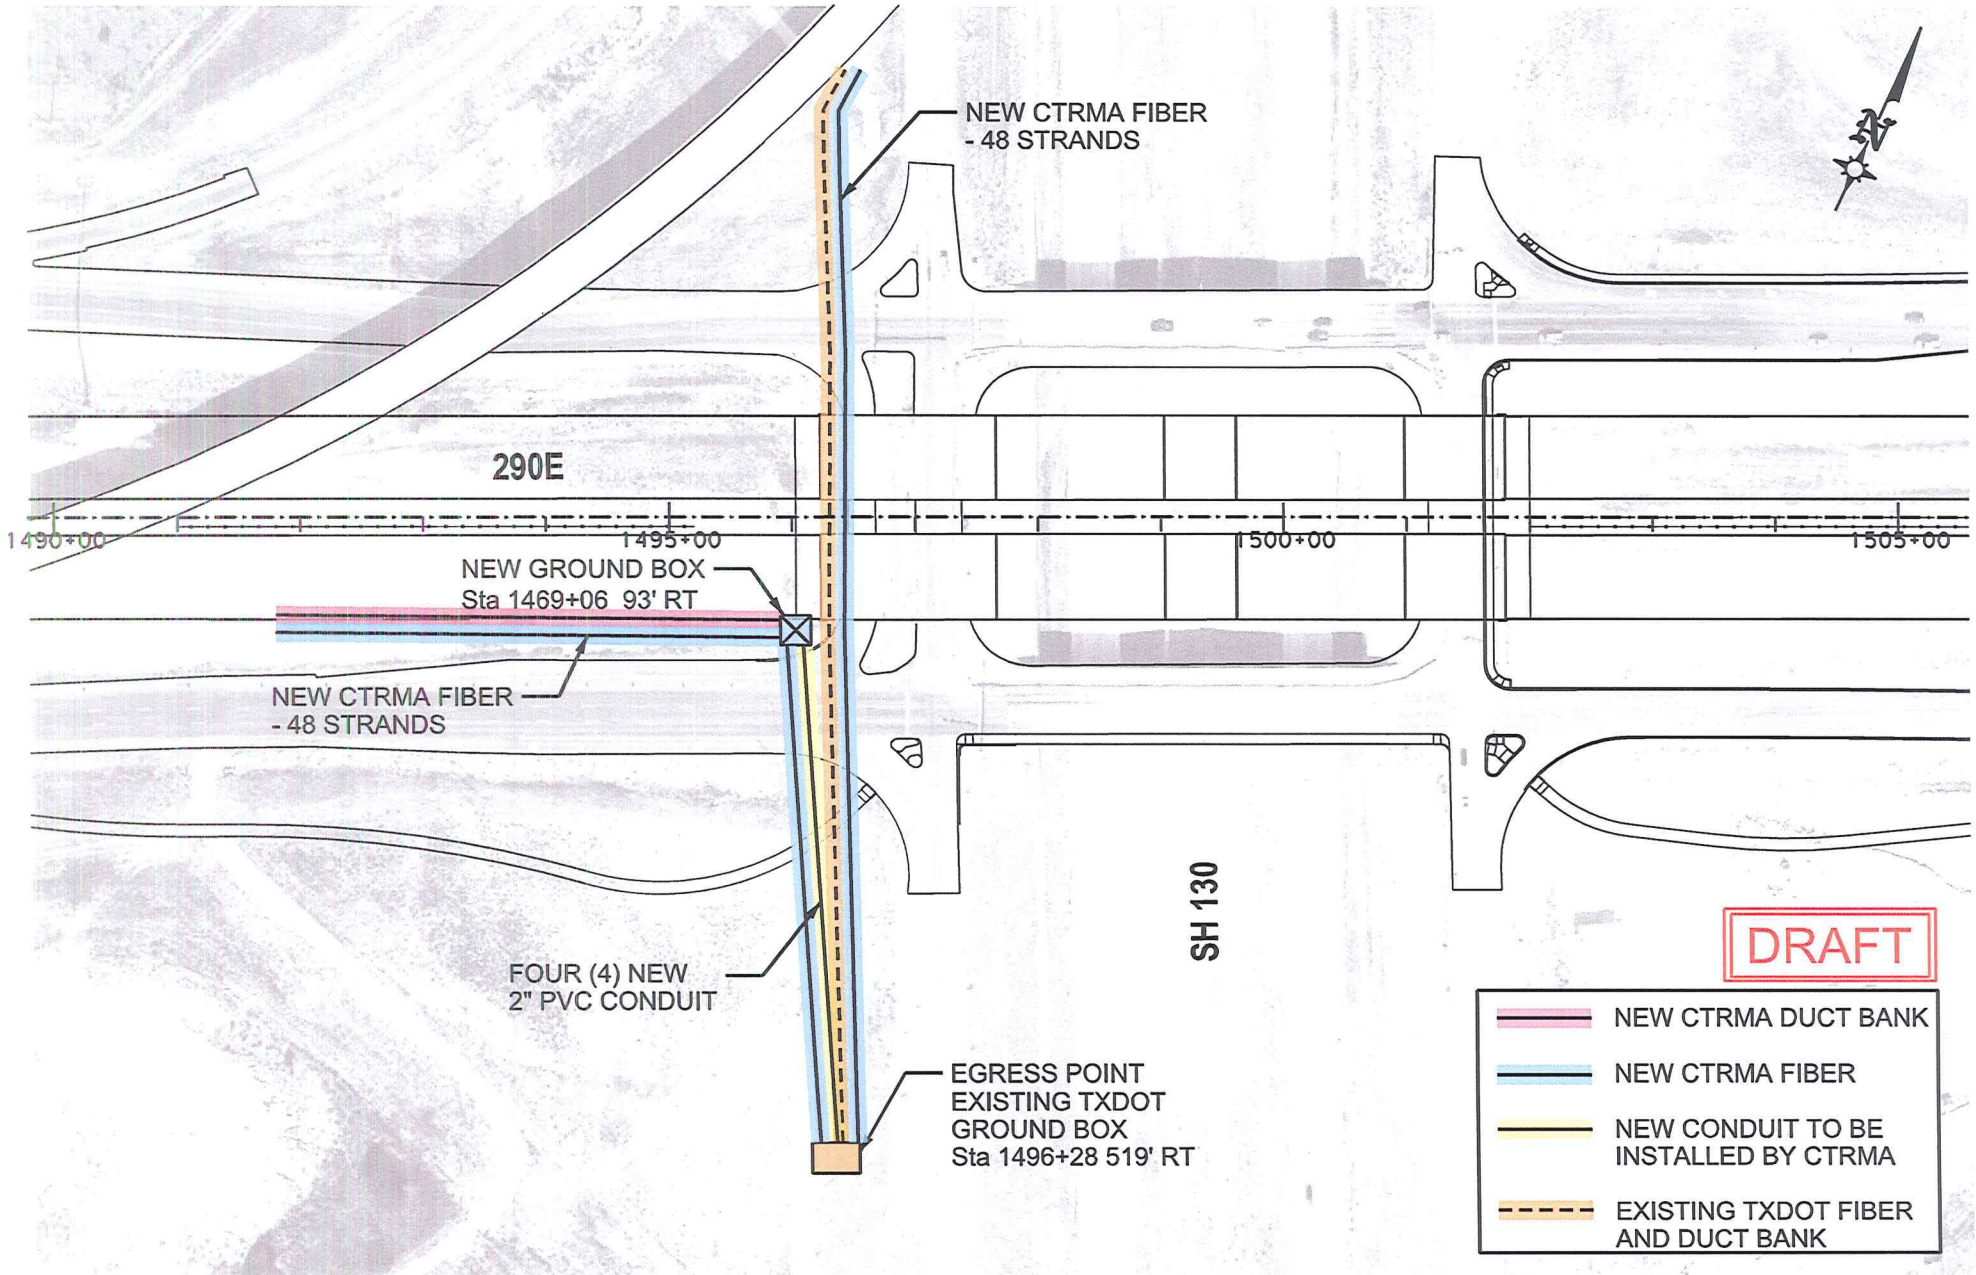 NEW CTRMA FIBER
- 48 STRANDS
N
290E
1490+00
1495+00
1500+00
1505+00
NEW GROUND BOX
Sta 1469+06 93' RT
NEW CTRMA FIBER
- 48 STRANDS
SH 130
FOUR (4) NEW
2" PVC CONDUIT
EGRESS POINT
EXISTING TXDOT
GROUND BOX
Sta 1496+28 519' RT
DRAFT
NEW CTRMA DUCT BANK
NEW CTRMA FIBER
NEW CONDUIT TO BE
INSTALLED BY CTRMA
EXISTING TXDOT FIBER
AND DUCT BANK